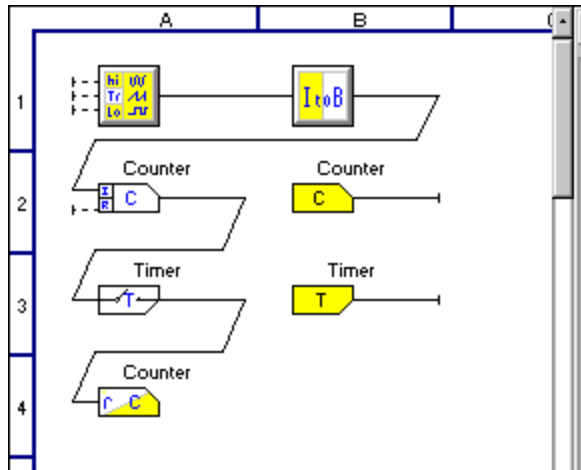 A B
1 hi Tr Lo ItoB
Counter Counter
2 I R C C
Timer Timer
3 T T
Counter
4 r C